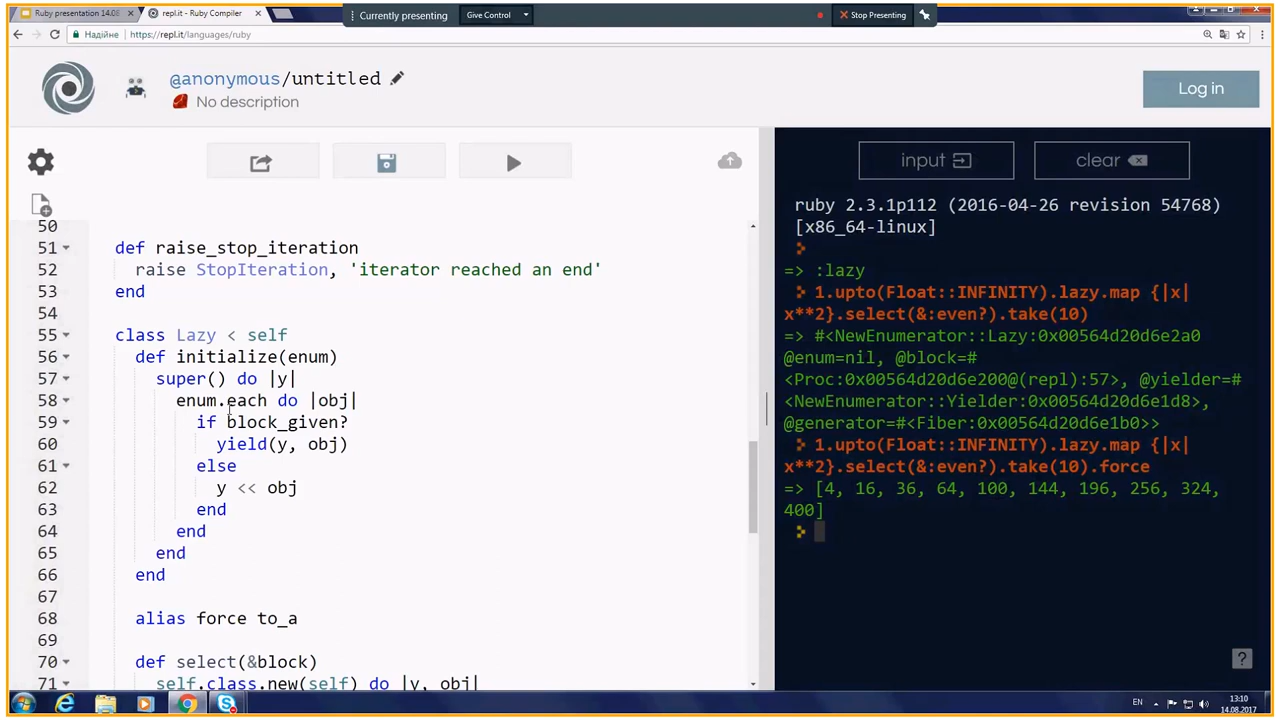 Ruby presentation 14.08
repl.it - Ruby Compiler
Currently presenting
Give Control
Stop Presenting
Надійне
https://repl.it/languages/ruby
@anonymous/untitled
No description
Log in
input
clear
50
51 def raise_stop_iteration
52 raise StopIteration, 'iterator reached an end'
53 end
54
55 class Lazy < self
56 def initialize(enum)
57 super() do |y|
58 enum.each do |obj|
59 if block_given?
60 yield(y, obj)
61 else
62 y << obj
63 end
64 end
65 end
66 end
67
68 alias force to_a
69
70 def select(&block)
71 self.class.new(self) do |y, obj|
ruby 2.3.1p112 (2016-04-26 revision 54768)
[x86_64-linux]
=> :lazy
1.upto(Float::INFINITY).lazy.map {|x|
x**2}.select(&:even?).take(10)
=> #<NewEnumerator::Lazy:0x00564d20d6e2a0
@enum=nil, @block=#
<Proc:0x00564d20d6e200@(repl):57>, @yielder=#
<NewEnumerator::Yielder:0x00564d20d6e1d8>,
@generator=#<Fiber:0x00564d20d6e1b0>>
1.upto(Float::INFINITY).lazy.map {|x|
x**2}.select(&:even?).take(10).force
=> [4, 16, 36, 64, 100, 144, 196, 256, 324,
400]
?
EN
13:10
14.08.2017